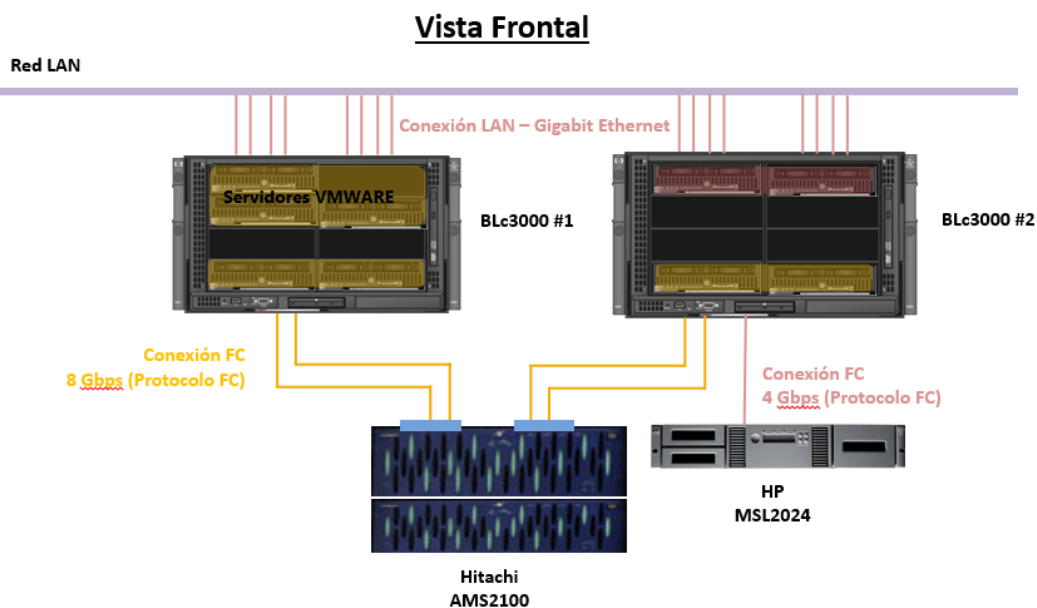 Vista Frontal
Red LAN
Conexión LAN – Gigabit Ethernet
Servidores VMWARE
BLc3000 #1
BLc3000 #2
Conexión FC
8 Gbps (Protocolo FC)
Conexión FC
4 Gbps (Protocolo FC)
HP
MSL2024
Hitachi
AMS2100